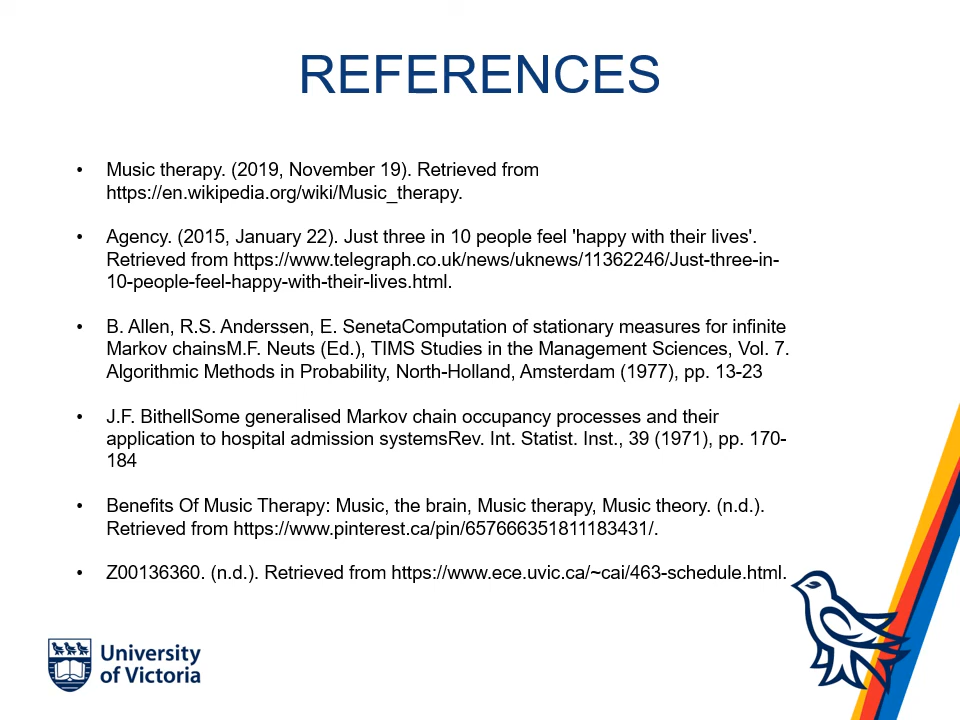 REFERENCES
• Music therapy. (2019, November 19). Retrieved from
https://en.wikipedia.org/wiki/Music_therapy.
• Agency. (2015, January 22). Just three in 10 people feel 'happy with their lives'.
Retrieved from https://www.telegraph.co.uk/news/uknews/11362246/Just-three-in-
10-people-feel-happy-with-their-lives.html.
• B. Allen, R.S. Anderssen, E. SenetaComputation of stationary measures for infinite
Markov chainsM.F. Neuts (Ed.), TIMS Studies in the Management Sciences, Vol. 7.
Algorithmic Methods in Probability, North-Holland, Amsterdam (1977), pp. 13-23
• J.F. BithellSome generalised Markov chain occupancy processes and their
application to hospital admission systemsRev. Int. Statist. Inst., 39 (1971), pp. 170-
184
• Benefits Of Music Therapy: Music, the brain, Music therapy, Music theory. (n.d.).
Retrieved from https://www.pinterest.ca/pin/657666351811183431/.
• Z00136360. (n.d.). Retrieved from https://www.ece.uvic.ca/~cai/463-schedule.html.
University
of Victoria